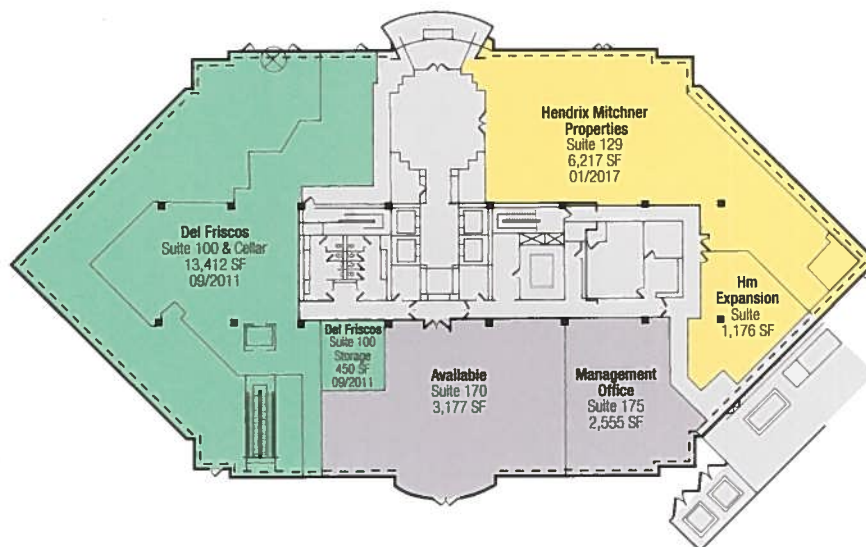 Hendrix Mitchner
Properties
Suite 129
6,217 SF
01/2017
Del Friscos
Suite 100 & Cellar
13,412 SF
09/2011
Hm
Expansion
Suite
1,176 SF
Del Friscos
Suite 100
Storage
450 SF
09/2011
Available
Suite 170
3,177 SF
Management
Office
Suite 175
2,555 SF